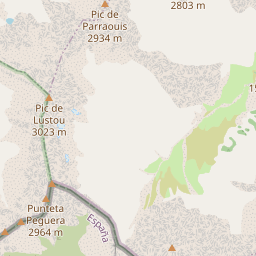 Pic de
Parraouis
2934 m
2803 m
Pic de
Lustou
3023 m
Punteta
Peguera
2964 m
España